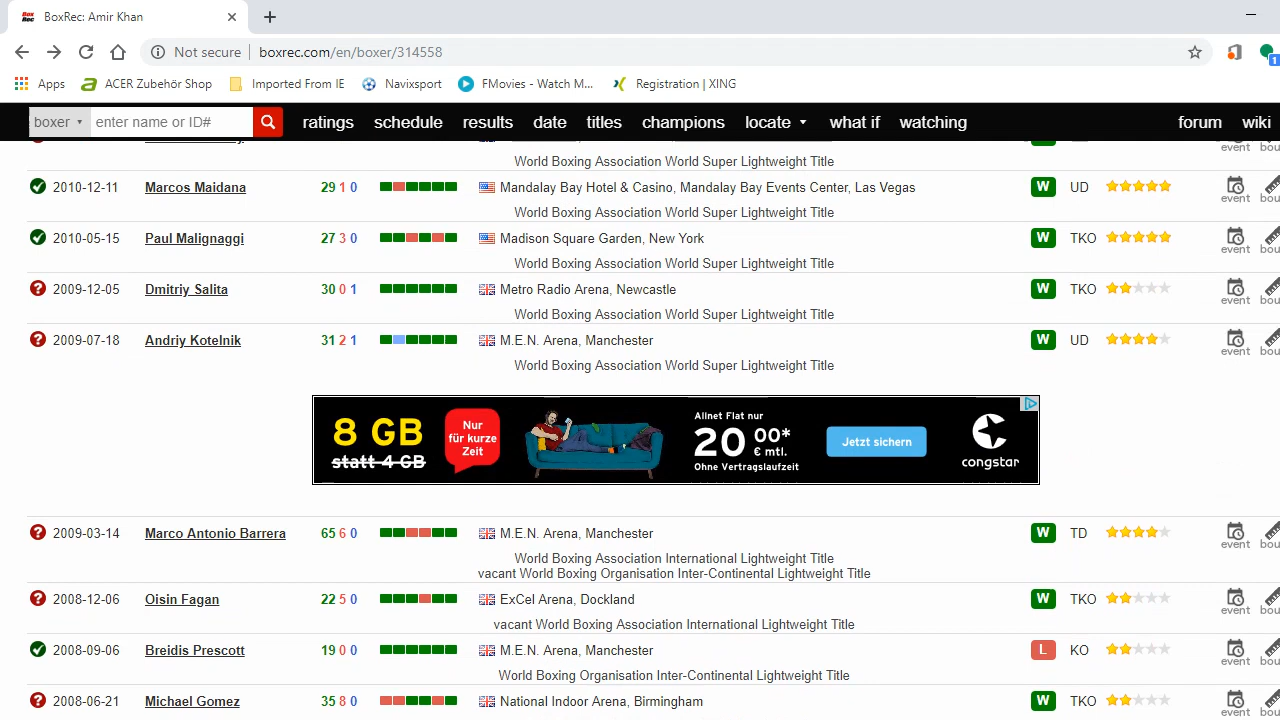 Box
Rec
BoxRec: Amir Khan
Not secure
boxrec.com/en/boxer/314558
Apps
ACER Zubehör Shop
Imported From IE
Navixsport
FMovies - Watch M...
Registration | XING
boxer
enter name or ID#
ratings
schedule
results
date
titles
champions
locate
what if
watching
forum
wiki
World Boxing Association World Super Lightweight Title
event
bou
2010-12-11 Marcos Maidana 29 1 0 Mandalay Bay Hotel & Casino, Mandalay Bay Events Center, Las Vegas W UD
World Boxing Association World Super Lightweight Title
event
bou
2010-05-15 Paul Malignaggi 27 3 0 Madison Square Garden, New York W TKO
World Boxing Association World Super Lightweight Title
event
bou
2009-12-05 Dmitriy Salita 30 0 1 Metro Radio Arena, Newcastle W TKO
World Boxing Association World Super Lightweight Title
event
bou
2009-07-18 Andriy Kotelnik 31 2 1 M.E.N. Arena, Manchester W UD
World Boxing Association World Super Lightweight Title
event
bou
8 GB
statt 4 GB
Nur
für kurze
Zeit
Allnet Flat nur
20 00*
€ mtl.
Ohne Vertragslaufzeit
Jetzt sichern
congstar
2009-03-14 Marco Antonio Barrera 65 6 0 M.E.N. Arena, Manchester W TD
World Boxing Association International Lightweight Title
vacant World Boxing Organisation Inter-Continental Lightweight Title
event
bou
2008-12-06 Oisin Fagan 22 5 0 ExCel Arena, Dockland W TKO
vacant World Boxing Association International Lightweight Title
event
bou
2008-09-06 Breidis Prescott 19 0 0 M.E.N. Arena, Manchester L KO
World Boxing Organisation Inter-Continental Lightweight Title
event
bou
2008-06-21 Michael Gomez 35 8 0 National Indoor Arena, Birmingham W TKO
event
bou